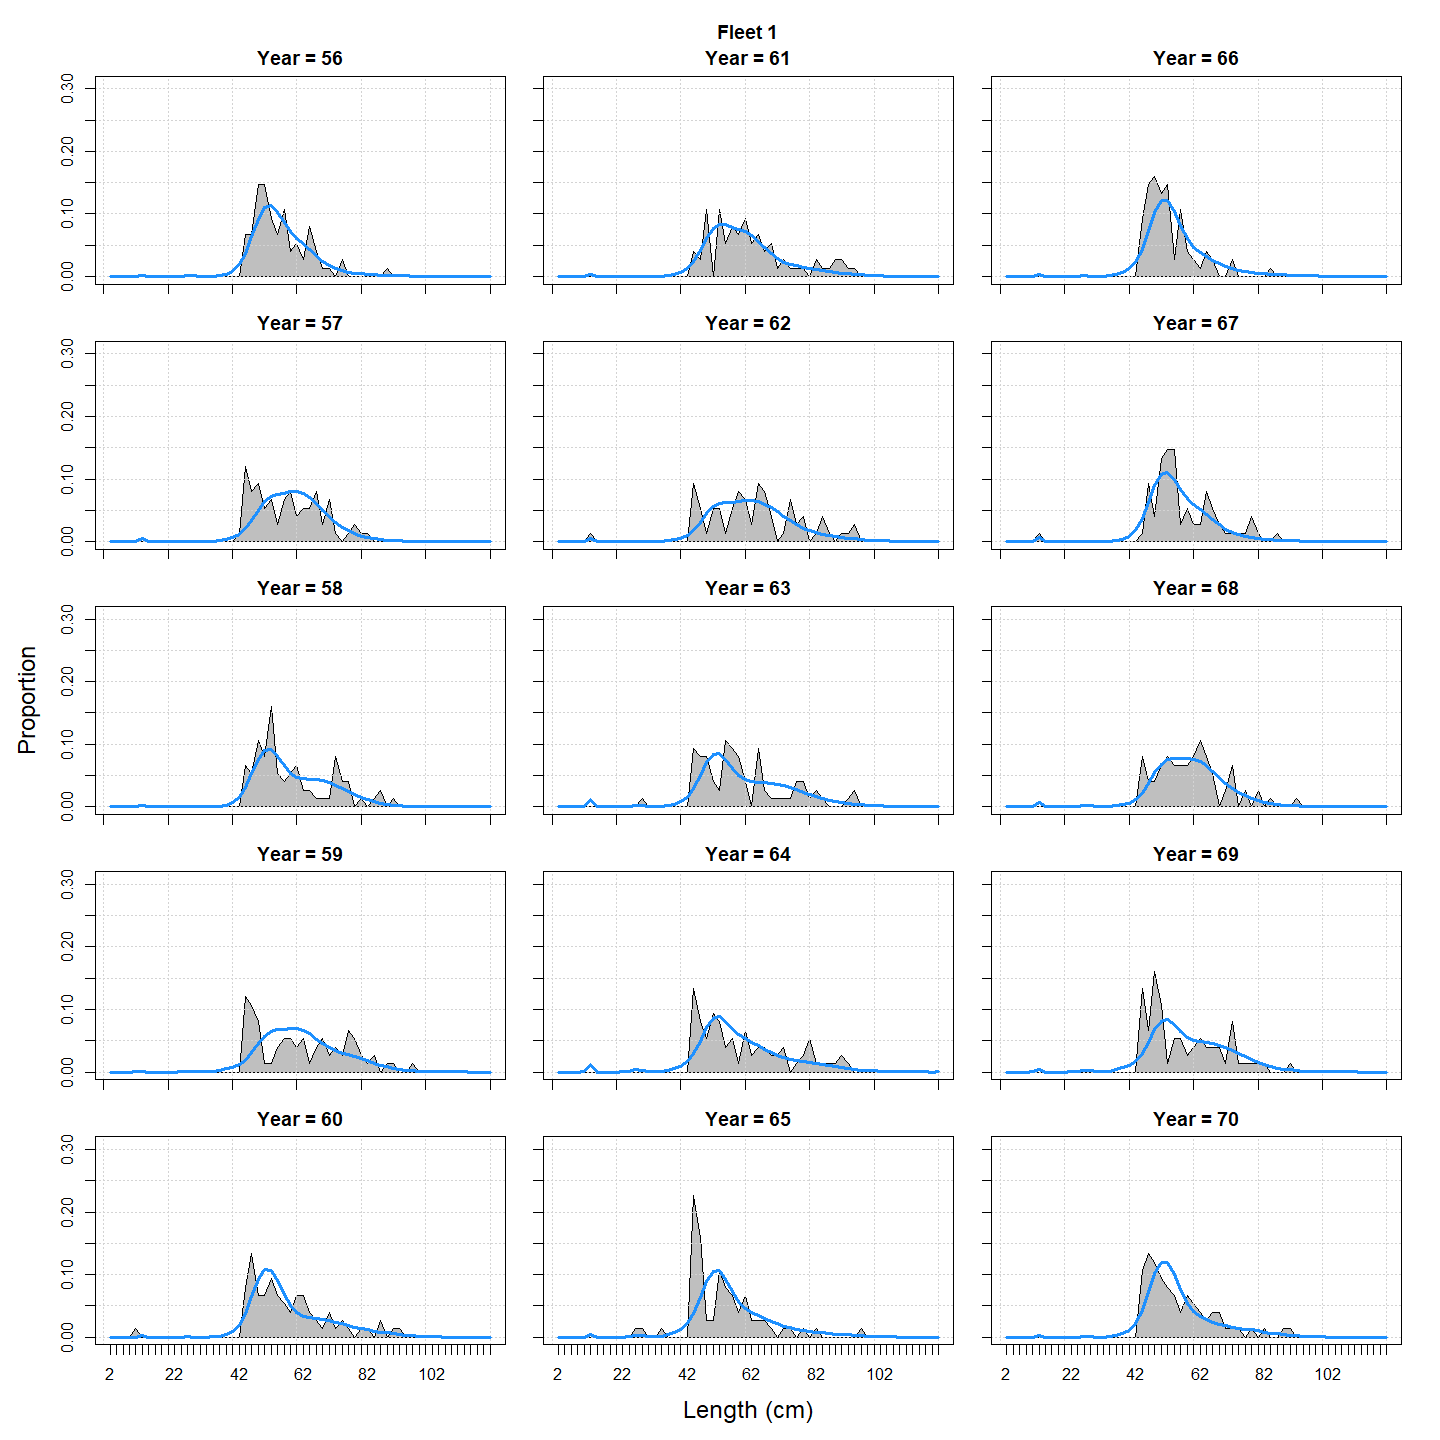 Fleet 1
Year = 56 Year = 61 Year = 66
0.30
0.20
0.10
0.00
Year = 57 Year = 62 Year = 67
0.30
0.20
0.10
0.00
Year = 58 Year = 63 Year = 68
0.30
0.20
0.10
0.00
Proportion
Year = 59 Year = 64 Year = 69
0.30
0.20
0.10
0.00
Year = 60 Year = 65 Year = 70
0.30
0.20
0.10
0.00
2 22 42 62 82 102 2 22 42 62 82 102 2 22 42 62 82 102
Length (cm)